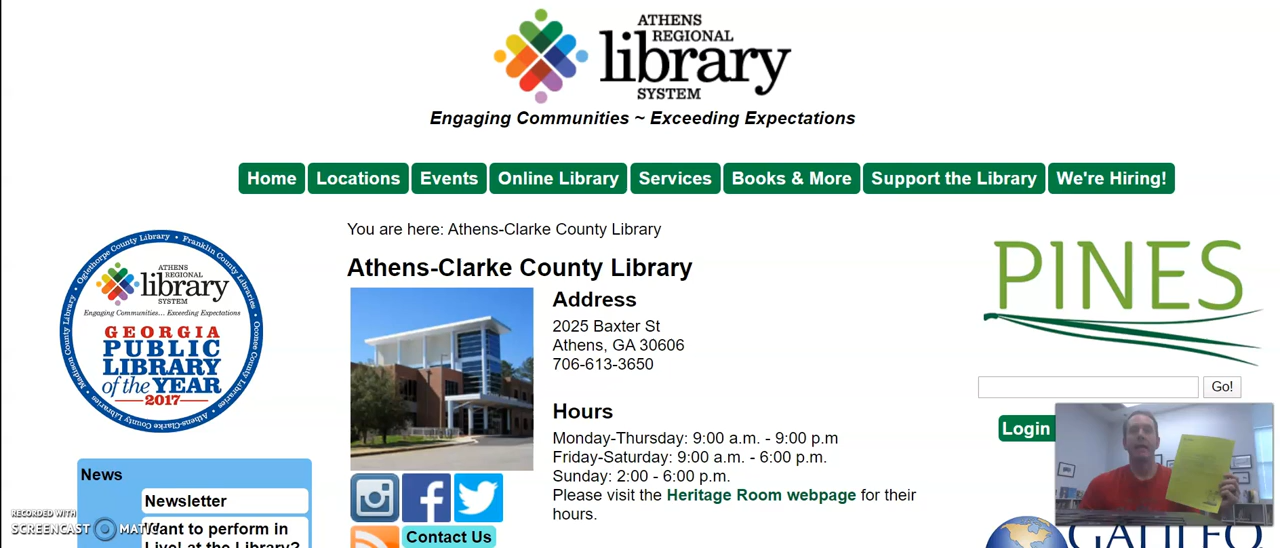 ATHENS
REGIONAL
library
SYSTEM
Engaging Communities ~ Exceeding Expectations
Home
Locations
Events
Online Library
Services
Books & More
Support the Library
We're Hiring!
You are here: Athens-Clarke County Library
Oglethorpe County Library • Franklin County Libraries • Oconee County Libraries • Athens-Clarke County Libraries • Madison County Library •
ATHENS
REGIONAL
library
SYSTEM
Engaging Communities... Exceeding Expectations
GEORGIA
PUBLIC
LIBRARY
of the YEAR
2017
Athens-Clarke County Library
Address
2025 Baxter St
Athens, GA 30606
706-613-3650
Hours
Monday-Thursday: 9:00 a.m. - 9:00 p.m
Friday-Saturday: 9:00 a.m. - 6:00 p.m.
Sunday: 2:00 - 6:00 p.m.
Please visit the Heritage Room webpage for their
hours.
Contact Us
PINES
Go!
Login
GALILEO
News
Newsletter
Want to perform in
Live! at the Library?
RECORDED WITH
SCREENCAST MATIC